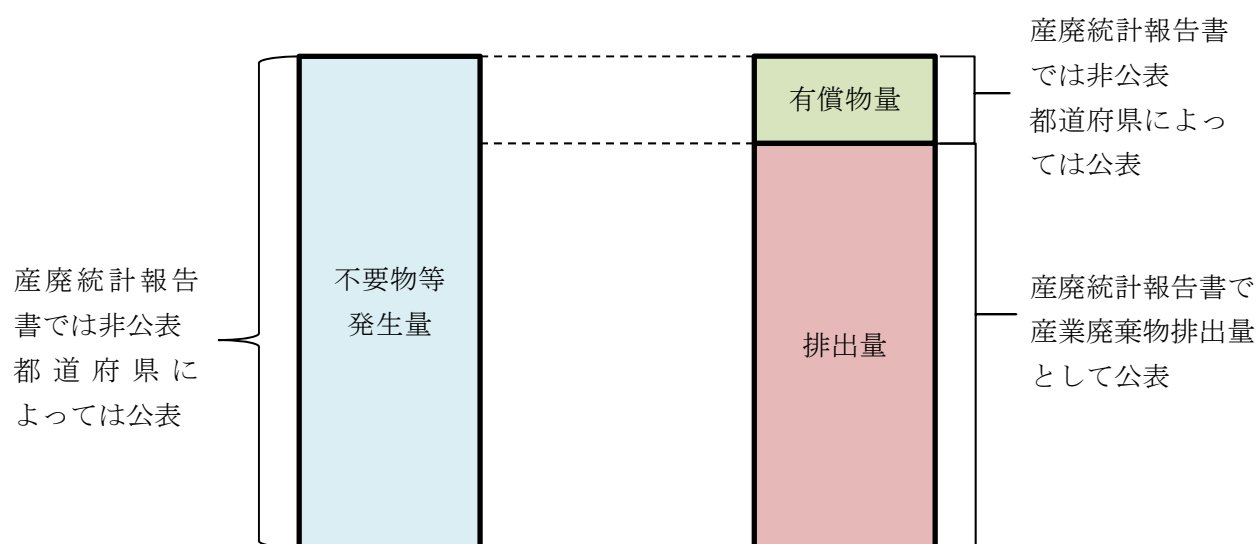 産廃統計報告書
では非公表
都道府県によっ
ては公表
有償物量
不要物等
発生量
産廃統計報告
書では非公表
都道府県に
よっては公表
排出量
産廃統計報告書で
産業廃棄物排出量
として公表